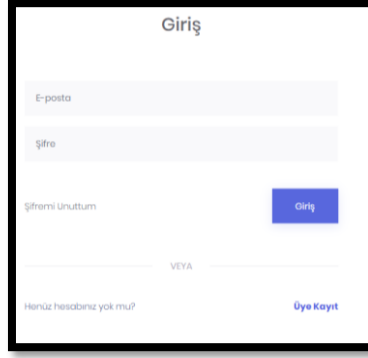 Giriş
E-posta
Şifre
Şifremi Unuttum
Giriş
VEYA
Henüz hesabınız yok mu?
Üye Kayıt